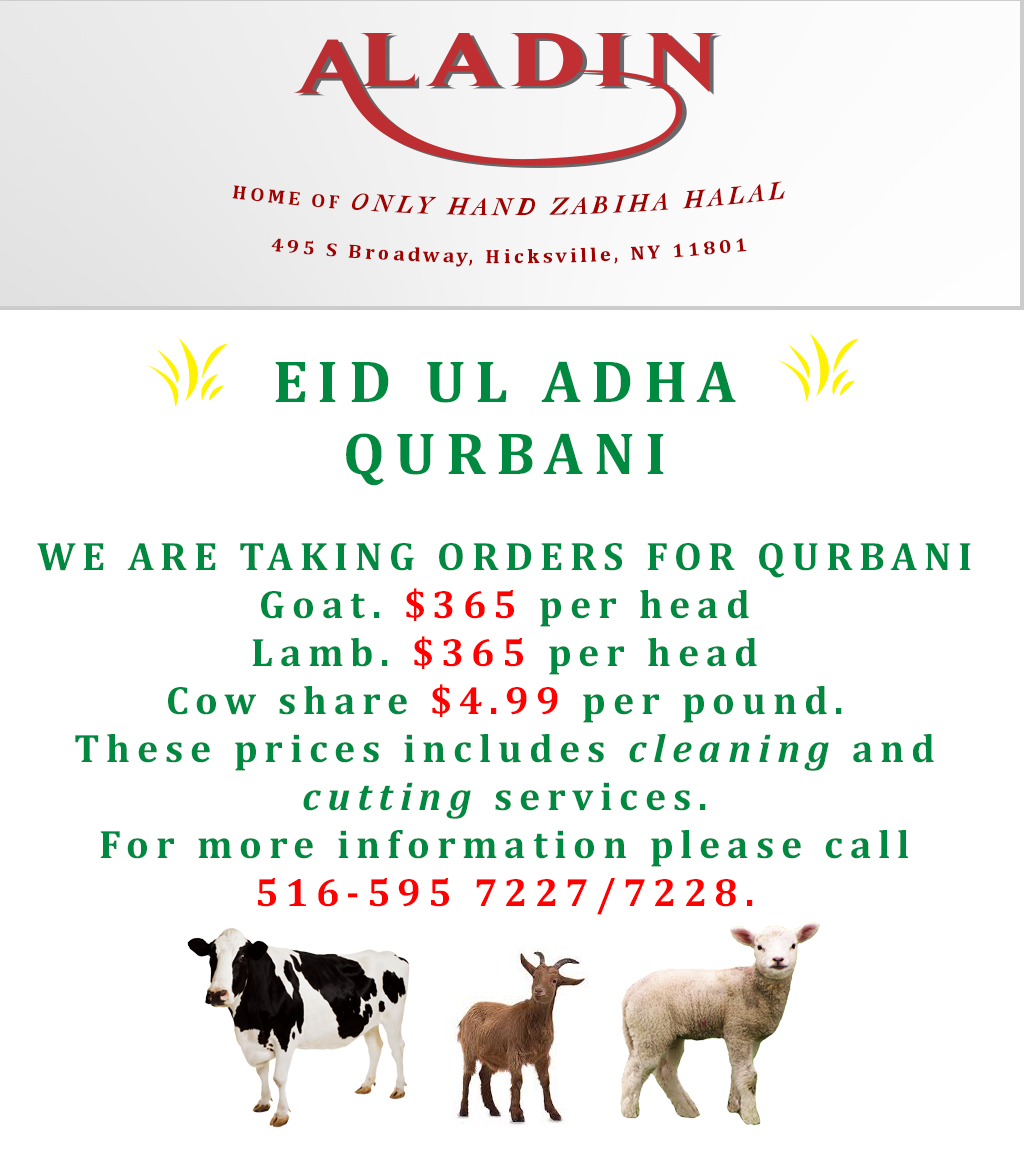 ALADIN
HOME OF ONLY HAND ZABIHA HALAL
495 S Broadway, Hicksville, NY 11801
EID UL ADHA
QURBANI
WE ARE TAKING ORDERS FOR QURBANI
Goat. $365 per head
Lamb. $365 per head
Cow share $4.99 per pound.
These prices includes cleaning and
cutting services.
For more information please call
516-595 7227/7228.